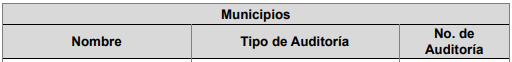 Municipios
Nombre
Tipo de Auditoría
No. de
Auditoría